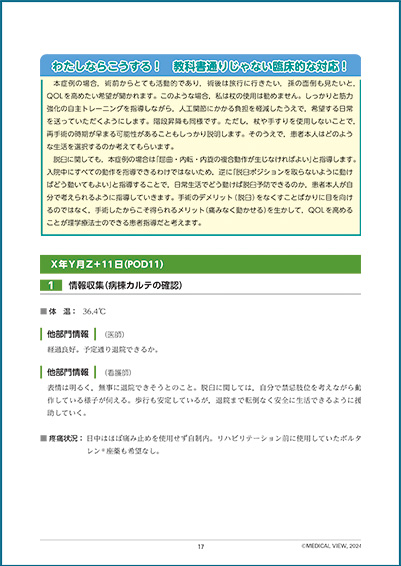 わたしならこうする！　教科書通りじゃない臨床的な対応！
本症例の場合，術前からとても活動的であり，術後は旅行に行きたい，孫の面倒も見たいと，
QOLを高めたい希望が聞かれます。このような場合，私は杖の使用は勧めません。しっかりと筋力
強化の自主トレーニングを指導しながら，人工関節にかかる負担を軽減したうえで，希望する日常
を送っていただくようにします。階段昇降も同様です。ただし，杖や手すりを使用しないことで，
再手術の時期が早まる可能性があることもしっかり説明します。そのうえで，患者本人はどのよう
な生活を選択するのか考えてもらいます。
脱臼に関しても，本症例の場合は「屈曲・内転・内旋の複合動作が生じなければよい」と指導します。
入院中にすべての動作を指導できるわけではないため，逆に「脱臼ポジションを取らないように動け
ばどう動いてもよい」と指導することで，日常生活でどう動けば脱臼予防できるのか，患者本人が自
分で考えられるように指導していきます。手術のデメリット（脱臼）をなくすことばかりに目を向け
るのではなく，手術したからこそ得られるメリット（痛みなく動かせる）を生かして，QOLを高める
ことが理学療法士のできる患者指導だと考えます。
X年Y月Z＋11日（POD11）
1　情報収集（病棟カルテの確認）
■体　温：　36.4℃
他部門情報　（医師）
経過良好。予定通り退院できるか。
他部門情報　（看護師）
表情は明るく，無事に退院できそうとのこと。脱臼に関しては，自分で禁忌肢位を考えながら動
作している様子が伺える。歩行も安定しているが，退院まで転倒なく安全に生活できるように援
助していく。
■疼痛状況：日中はほぼ痛み止めを使用せず自制内。リハビリテーション前に使用していたボルタ
レン®座薬も希望なし。
17
©MEDICAL VIEW, 2024